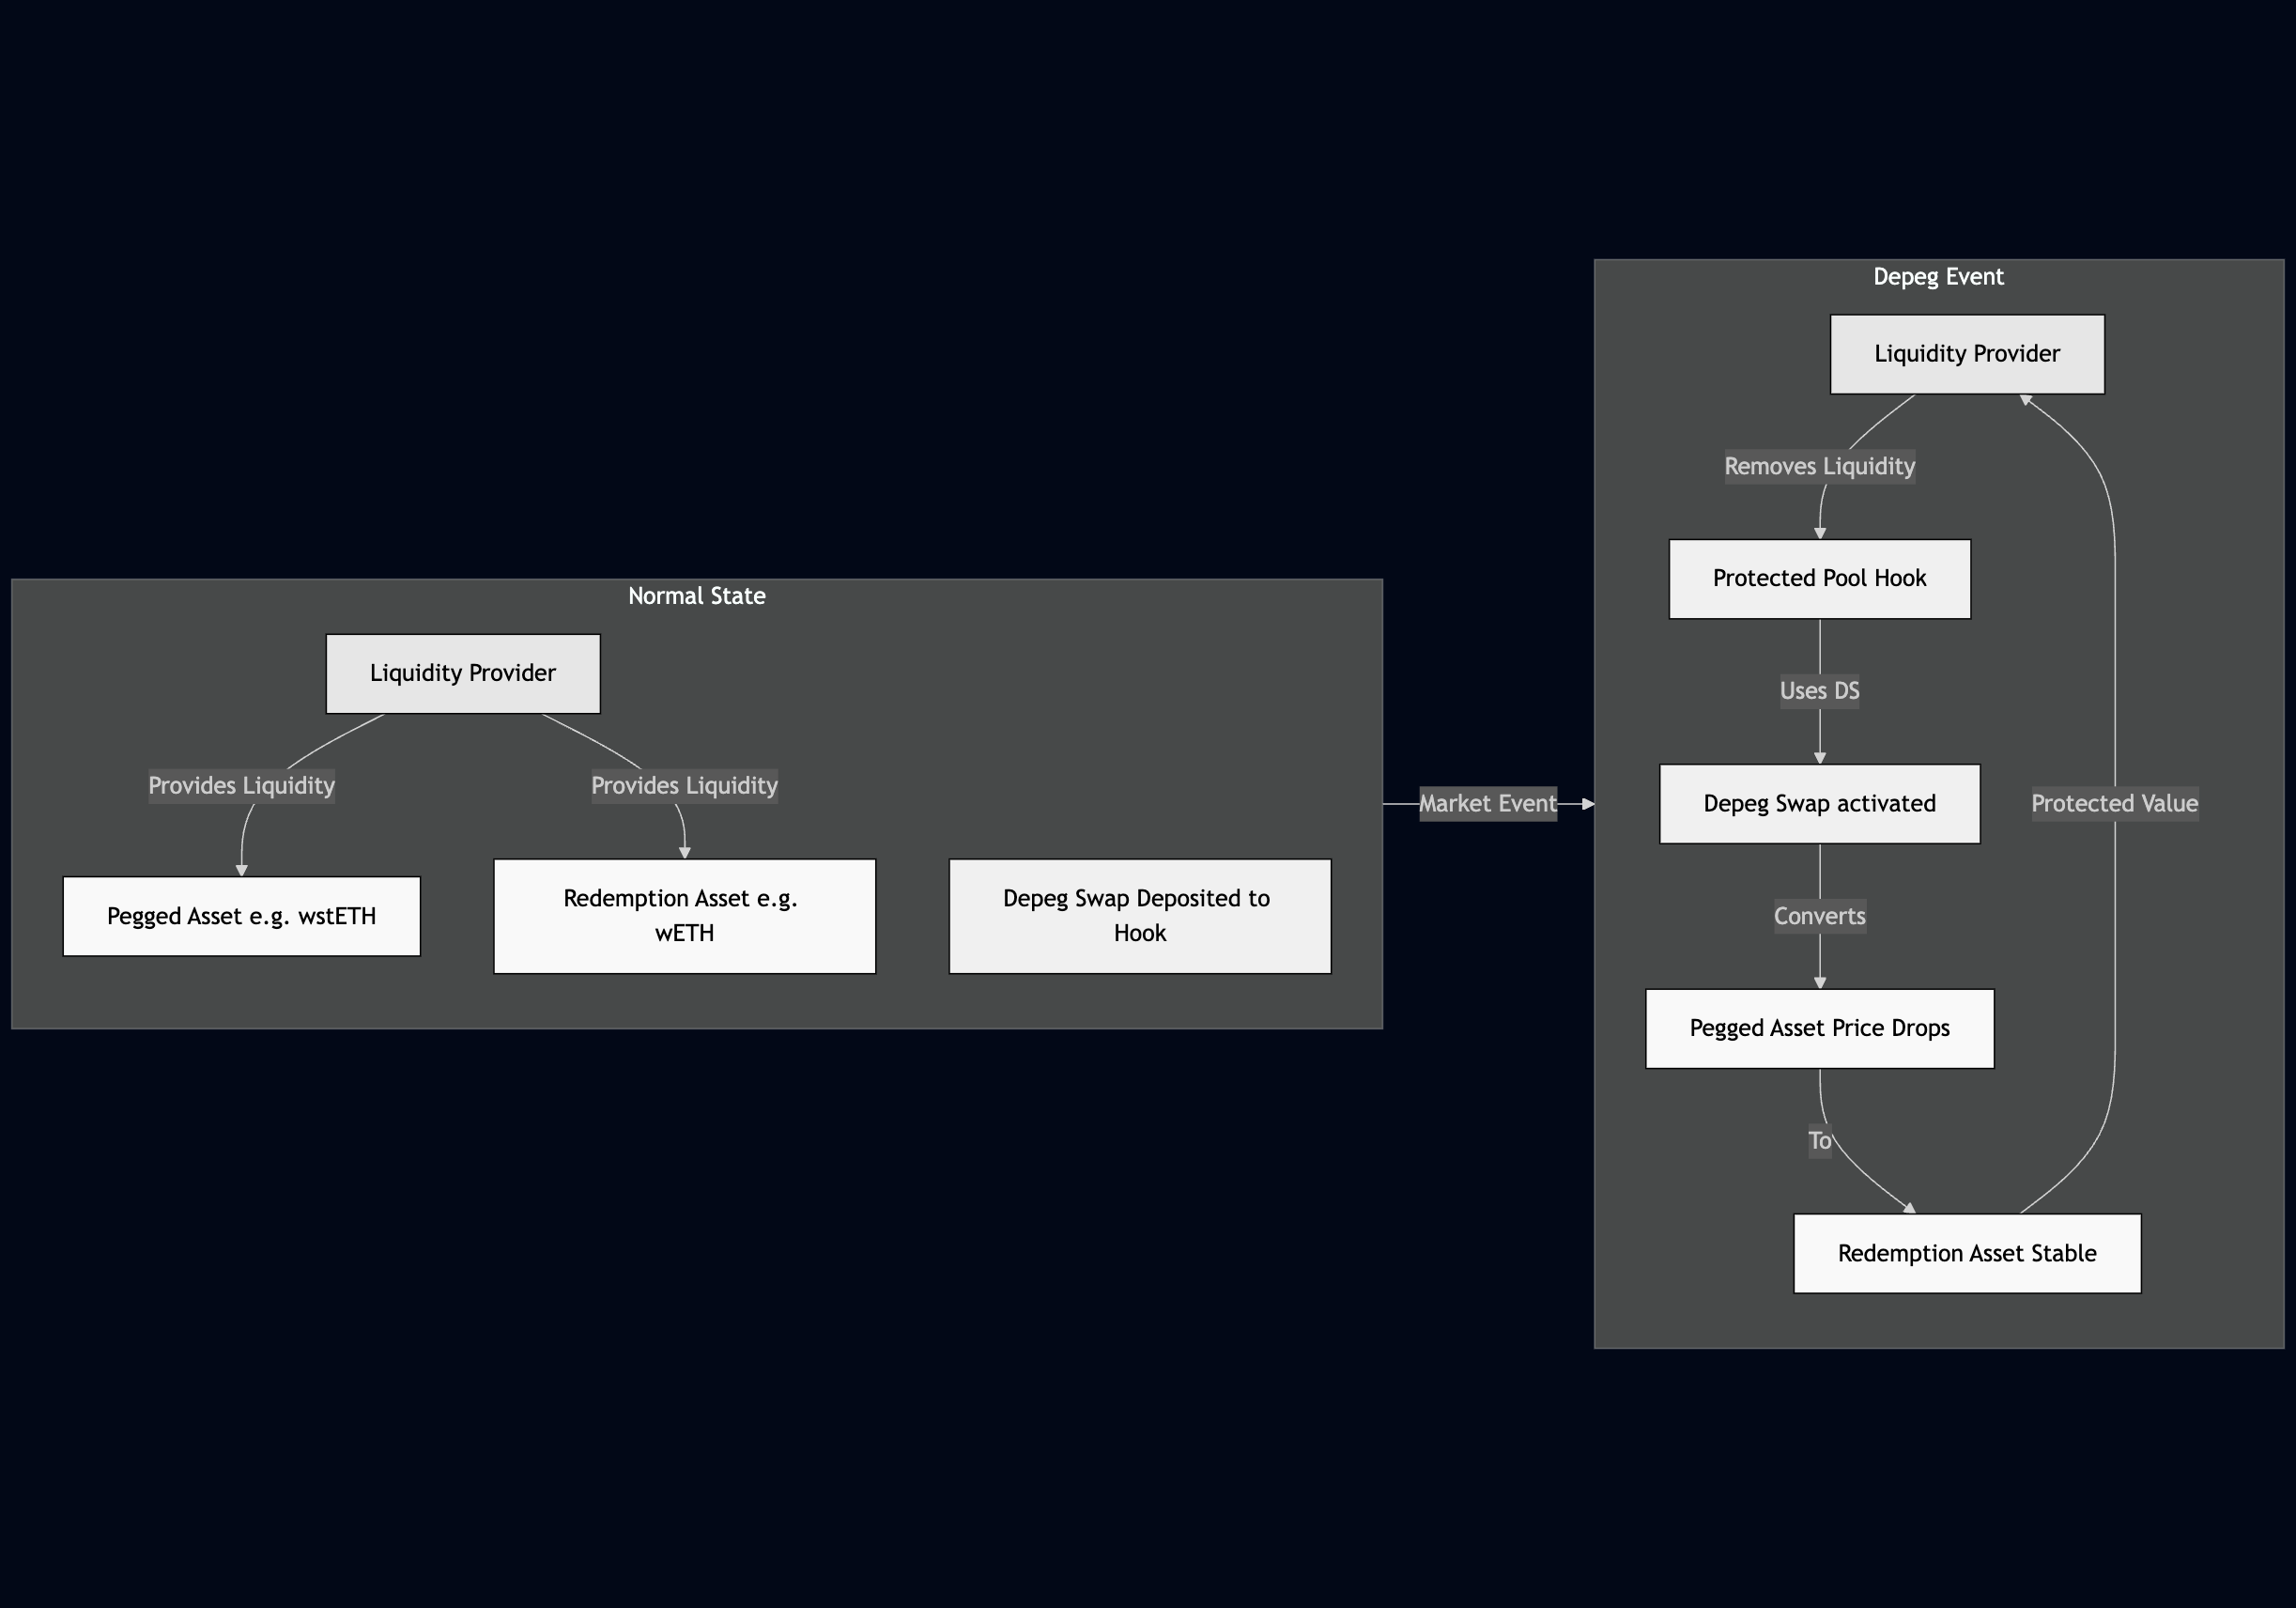 Normal State
Liquidity Provider
Provides Liquidity
Provides Liquidity
Pegged Asset e.g. wstETH
Redemption Asset e.g.
wETH
Depeg Swap Deposited to
Hook
Market Event
Depeg Event
Liquidity Provider
Removes Liquidity
Protected Pool Hook
Uses DS
Depeg Swap activated
Protected Value
Converts
Pegged Asset Price Drops
To
Redemption Asset Stable